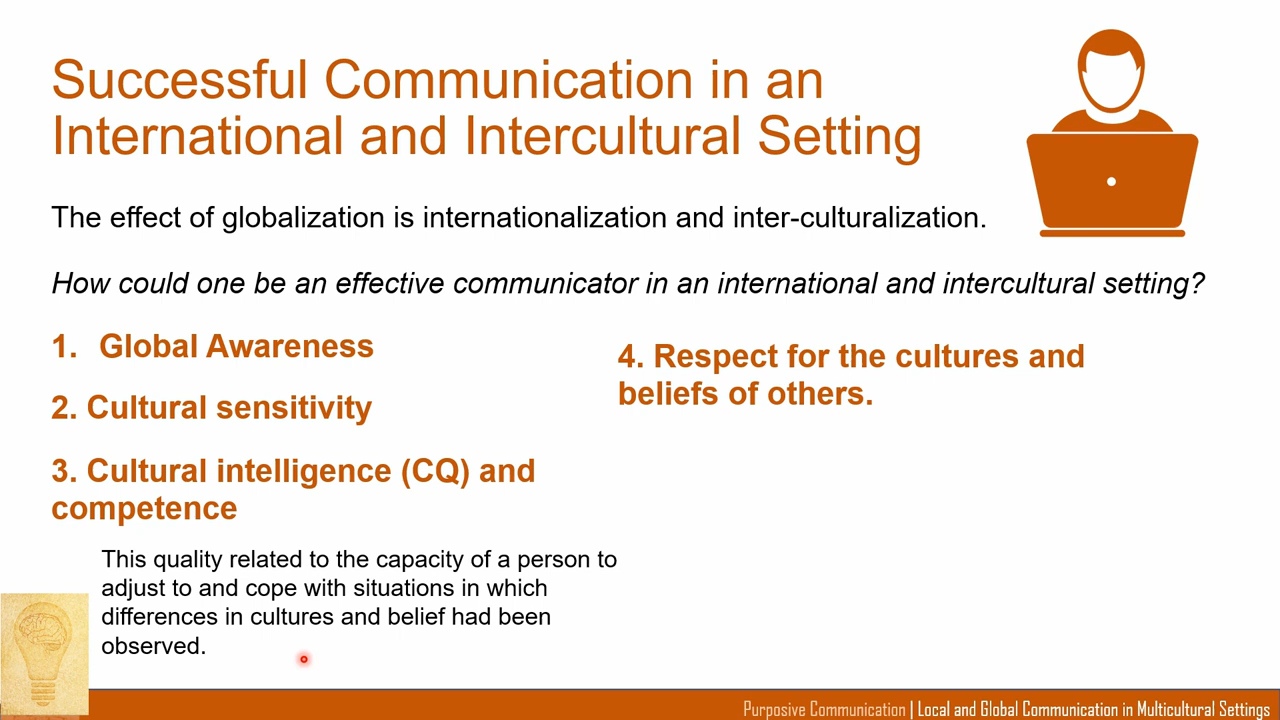 Successful Communication in an
International and Intercultural Setting
The effect of globalization is internationalization and inter-culturalization.
How could one be an effective communicator in an international and intercultural setting?
1. Global Awareness
2. Cultural sensitivity
3. Cultural intelligence (CQ) and
competence
This quality related to the capacity of a person to
adjust to and cope with situations in which
differences in cultures and belief had been
observed.
4. Respect for the cultures and
beliefs of others.
Purposive Communication | Local and Global Communication in Multicultural Settings